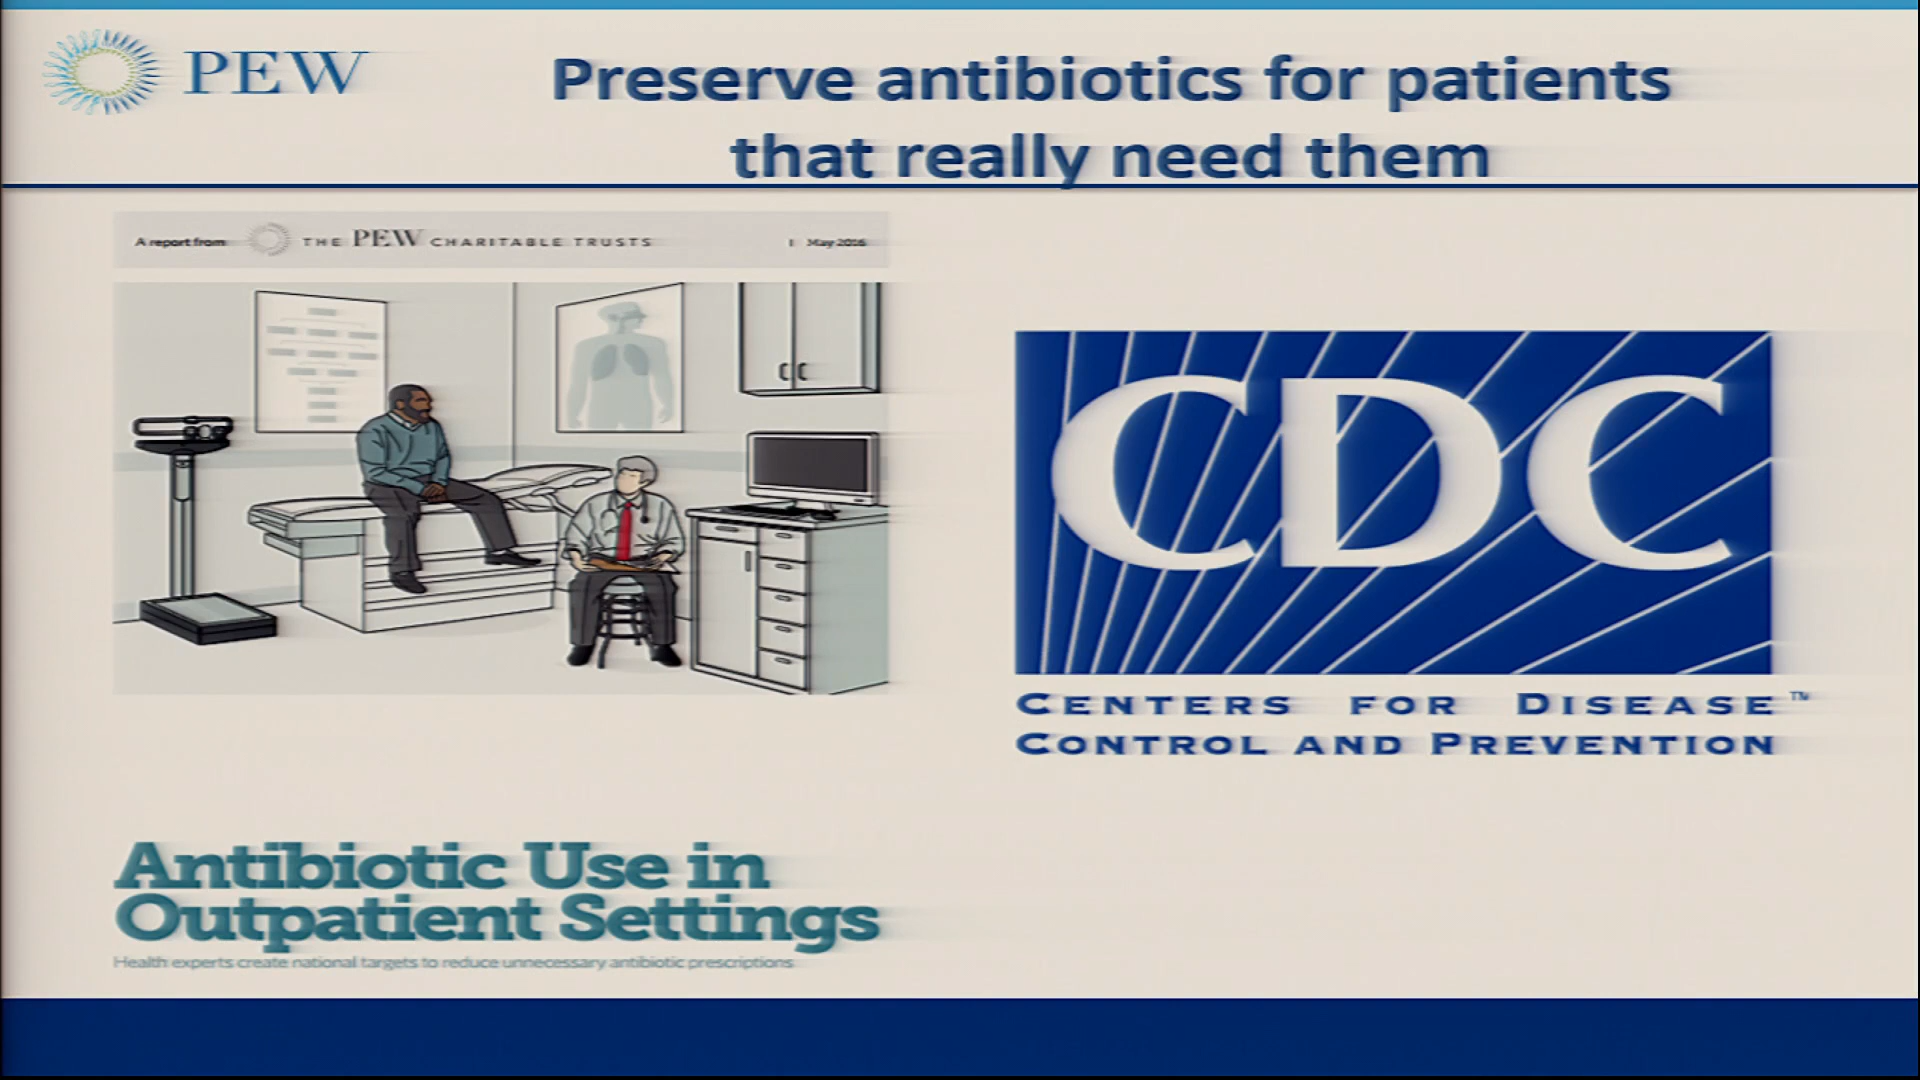 PEW
Preserve antibiotics for patients
that really need them
A report from THE PEW CHARITABLE TRUSTS | May 2016
CDC
CENTERS FOR DISEASE™
CONTROL AND PREVENTION
Antibiotic Use in
Outpatient Settings
Health experts create national targets to reduce unnecessary antibiotic prescriptions